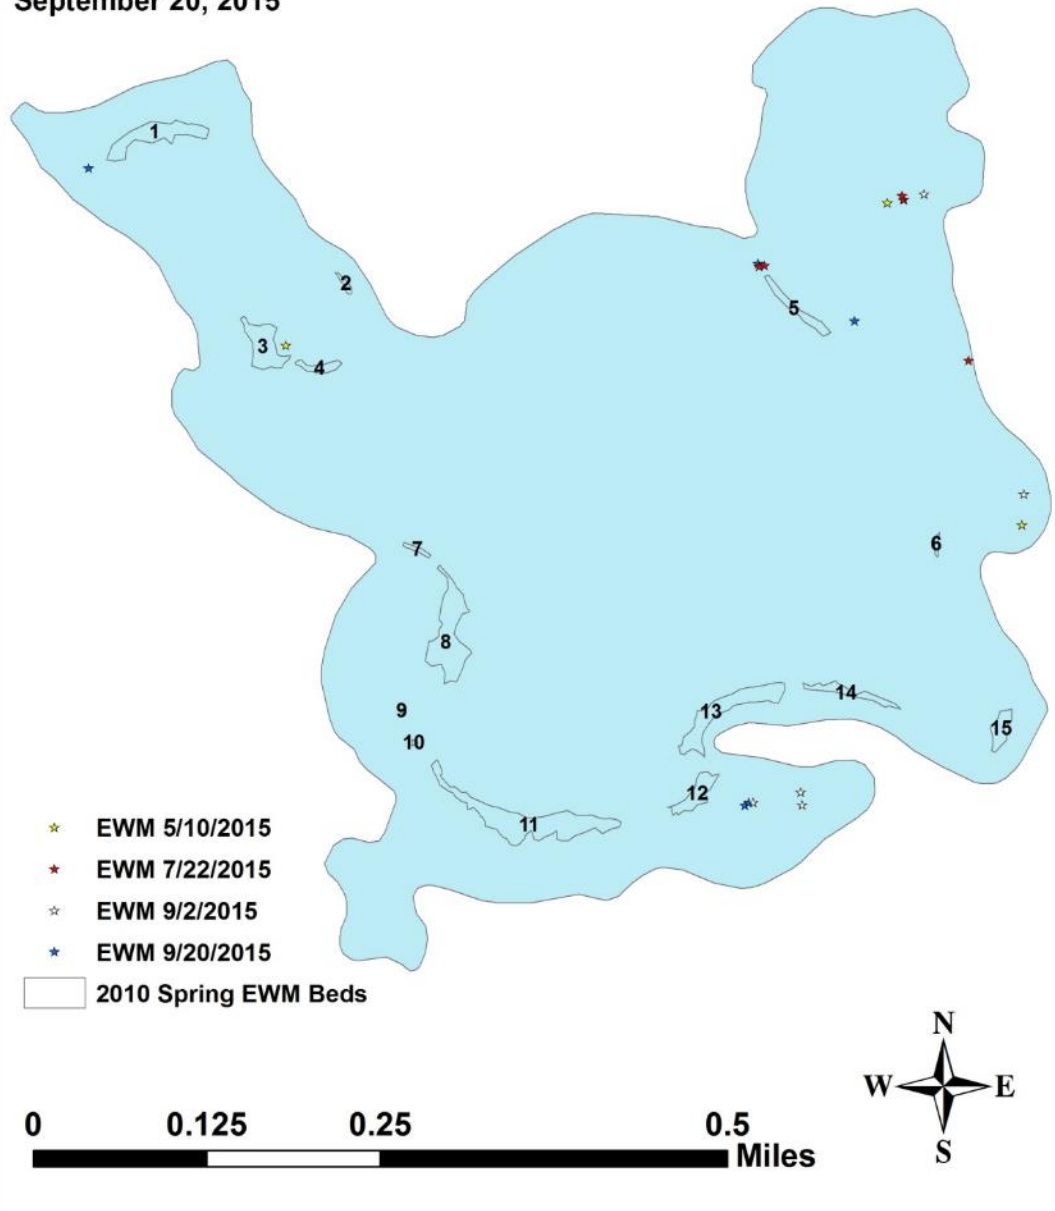 September 20, 2015
1
2
3
4
5
6
7
8
9
10
11
12
13
14
15
EWM 5/10/2015
EWM 7/22/2015
EWM 9/2/2015
EWM 9/20/2015
2010 Spring EWM Beds
N
W E
S
0 0.125 0.25 0.5
Miles